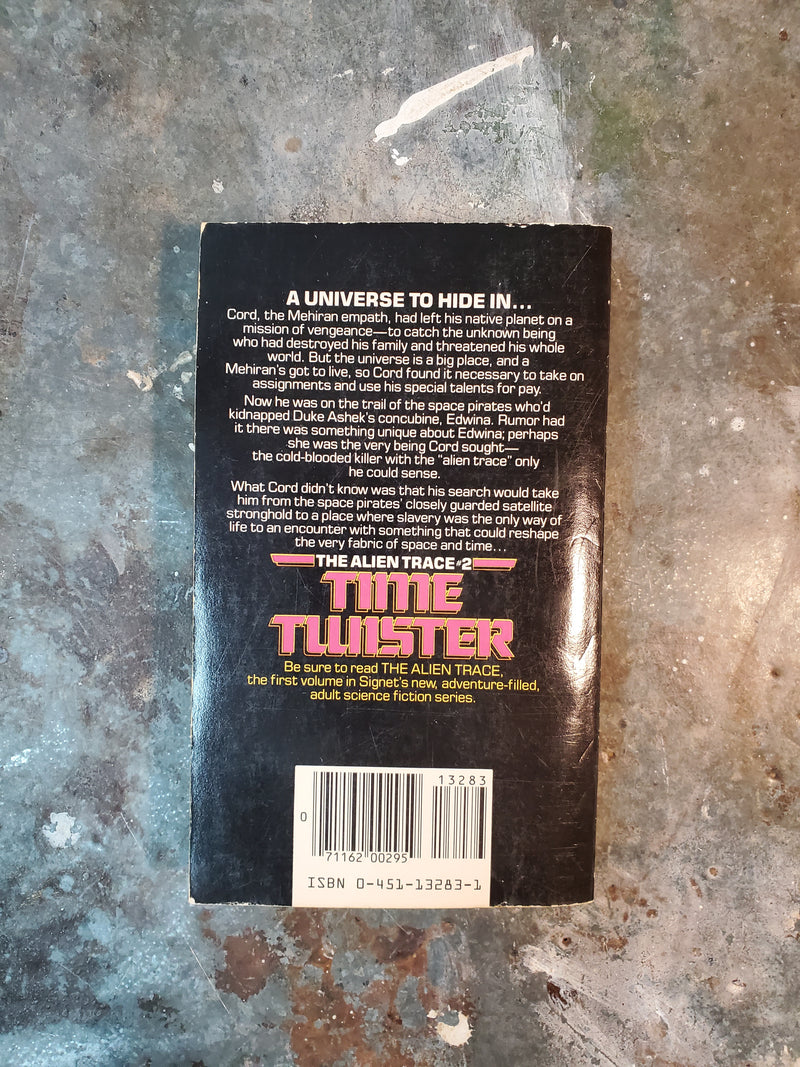 A UNIVERSE TO HIDE IN...
Cord, the Mehiran empath, had left his native planet on a
mission of vengeance—to catch the unknown being
who had destroyed his family and threatened his whole
world. But the universe is a big place, and a
Mehiran's got to live, so Cord found it necessary to take on
assignments and use his special talents for pay.
Now he was on the trail of the space pirates who'd
kidnapped Duke Ashek's concubine, Edwina. Rumor had
it there was something unique about Edwina; perhaps
she was the very being Cord sought—
the cold-blooded killer with the "alien trace" only
he could sense.
What Cord didn't know was that his search would take
him from the space pirates' closely guarded satellite
stronghold to a place where slavery was the only way of
life to an encounter with something that could reshape
the very fabric of space and time...
THE ALIEN TRACE #2
TIME
TWISTER
Be sure to read THE ALIEN TRACE,
the first volume in Signet's new, adventure-filled,
adult science fiction series.
13283
0
71162 00295
ISBN 0-451-13283-1